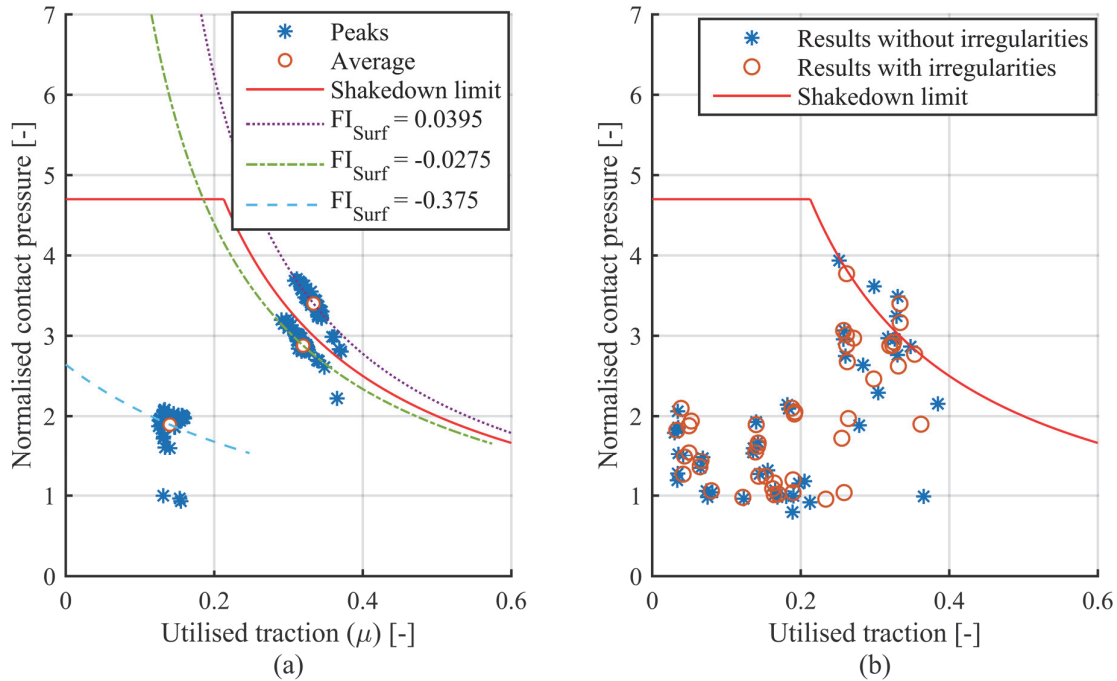 7
6
5
4
3
2
1
0
Normalised contact pressure [-]
Peaks
Average
Shakedown limit
FI_Surf = 0.0395
FI_Surf = -0.0275
FI_Surf = -0.375
0 0.2 0.4 0.6
Utilised traction (μ) [-]
(a)
7
6
5
4
3
2
1
0
Normalised contact pressure [-]
Results without irregularities
Results with irregularities
Shakedown limit
0 0.2 0.4 0.6
Utilised traction [-]
(b)